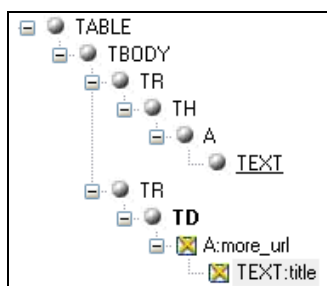 TABLE
TBODY
TR
TH
A
TEXT
TR
TD
A:more_url
TEXT:title